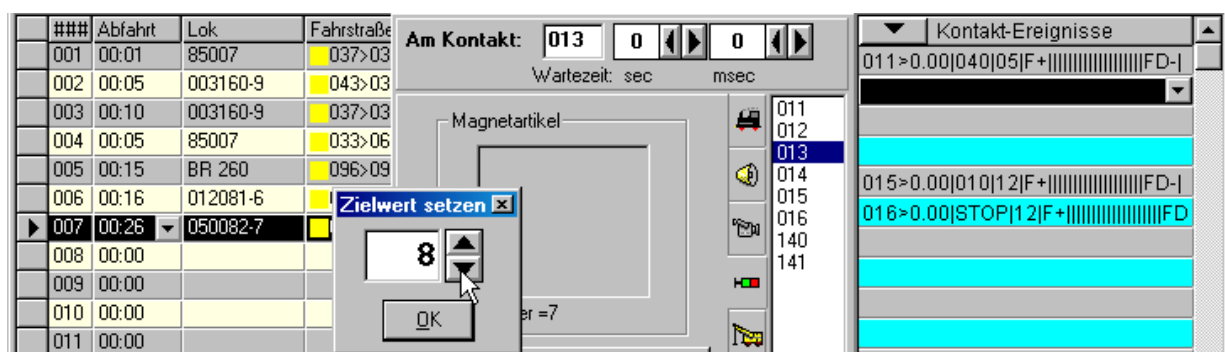 ### Abfahrt Lok Fahrstraße
001 00:01 85007 037>03
002 00:05 003160-9 043>03
003 00:10 003160-9 037>03
004 00:05 85007 033>06
005 00:15 BR 260 096>09
006 00:16 012081-6
007 00:26 050082-7
008 00:00
009 00:00
010 00:00
011 00:00
Am Kontakt: 013 0 0
Wartezeit: sec msec
Magnetartikel
er =7
Zielwert setzen
8
OK
011
012
013
014
015
016
140
141
Kontakt-Ereignisse
011>0.00|040|05|F+||||||||||||||||||FD-|
015>0.00|010|12|F+||||||||||||||||||FD-|
016>0.00|STOP|12|F+||||||||||||||||||FD